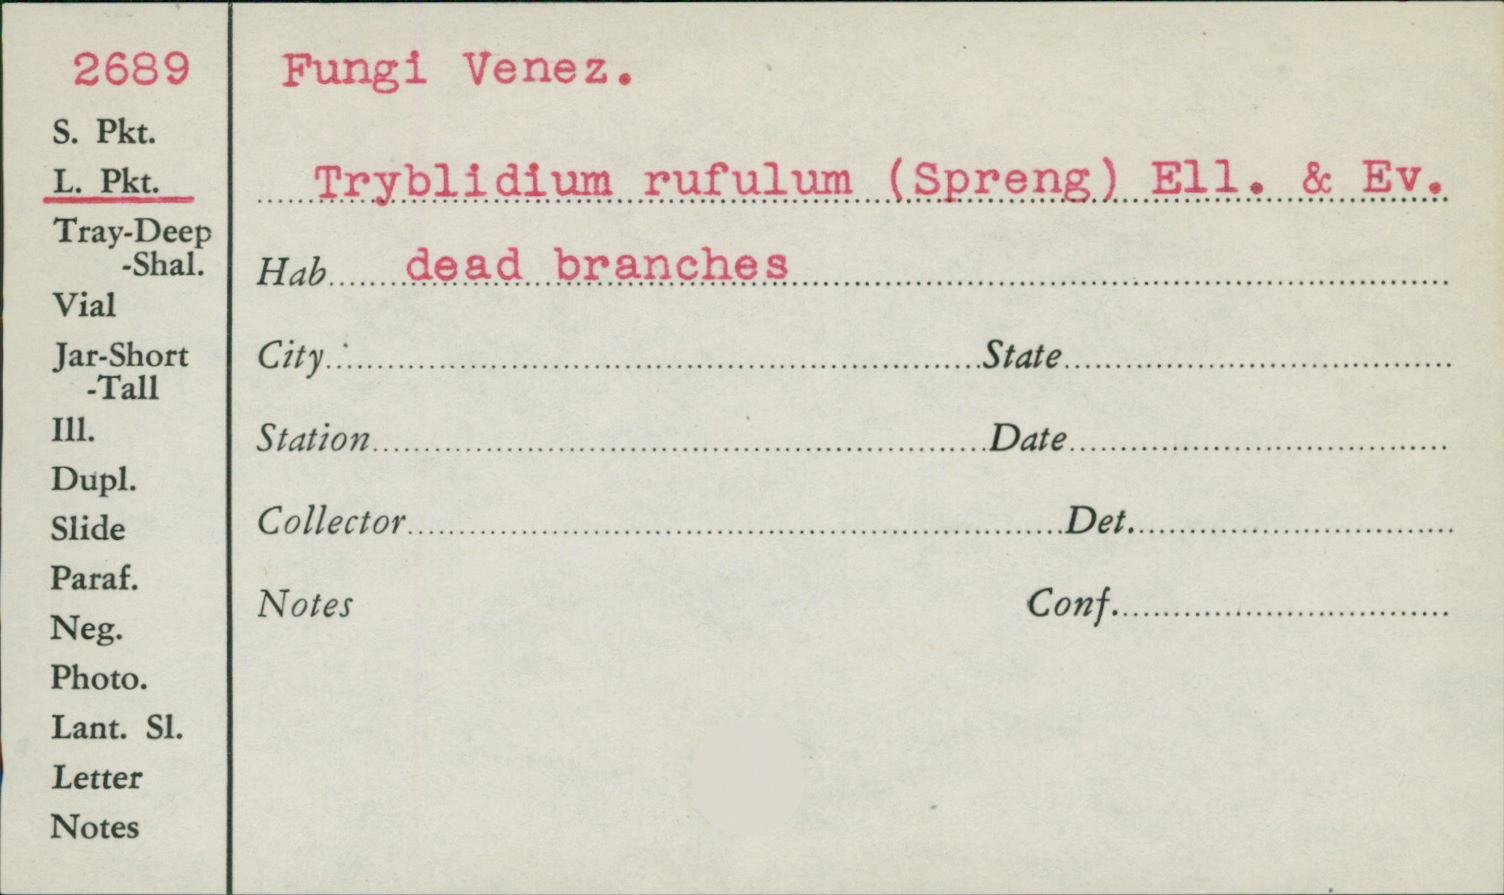 2689
S. Pkt.
L. Pkt.
Tray-Deep
-Shal.
Vial
Jar-Short
-Tall
Ill.
Dupl.
Slide
Paraf.
Neg.
Photo.
Lant. Sl.
Letter
Notes
Fungi Venez.
Tryblidium rufulum (Spreng) Ell. & Ev.
Hab. dead branches
City State
Station Date
Collector Det.
Notes Conf.